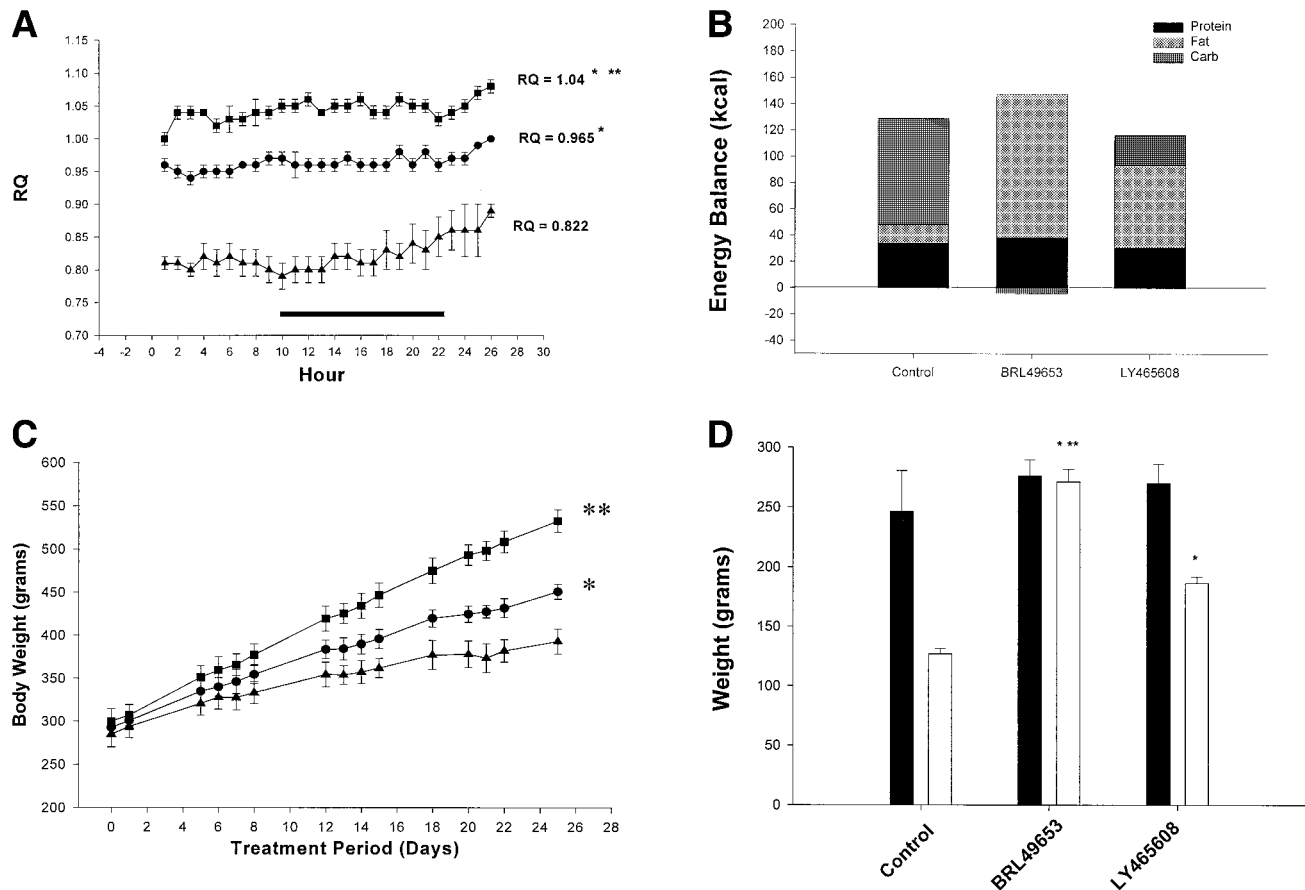 A
1.15
1.10
1.05
1.00
0.95
0.90
0.85
0.80
0.75
0.70
RQ
RQ = 1.04 * **
RQ = 0.965 *
RQ = 0.822
-4 -2 0 2 4 6 8 10 12 14 16 18 20 22 24 26 28 30
Hour
B
200
180
160
140
120
100
80
60
40
20
0
-20
-40
Energy Balance (kcal)
Protein
Fat
Carb
Control BRL49653 LY465608
C
600
550
500
450
400
350
300
250
200
Body Weight (grams)
**
*
0 2 4 6 8 10 12 14 16 18 20 22 24 26 28
Treatment Period (Days)
D
300
250
200
150
100
50
0
Weight (grams)
* **
*
Control BRL49653 LY465608